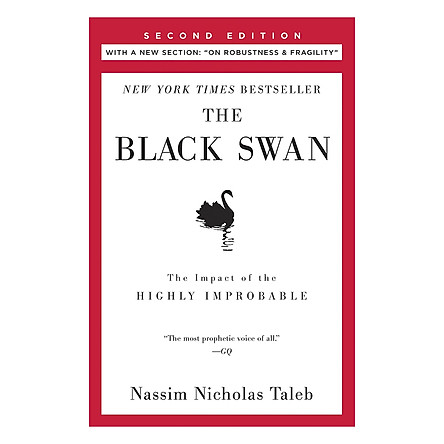 SECOND EDITION
WITH A NEW SECTION: "ON ROBUSTNESS & FRAGILITY"
NEW YORK TIMES BESTSELLER
THE
BLACK SWAN
The Impact of the
HIGHLY IMPROBABLE
"The most prophetic voice of all."
—GQ
Nassim Nicholas Taleb